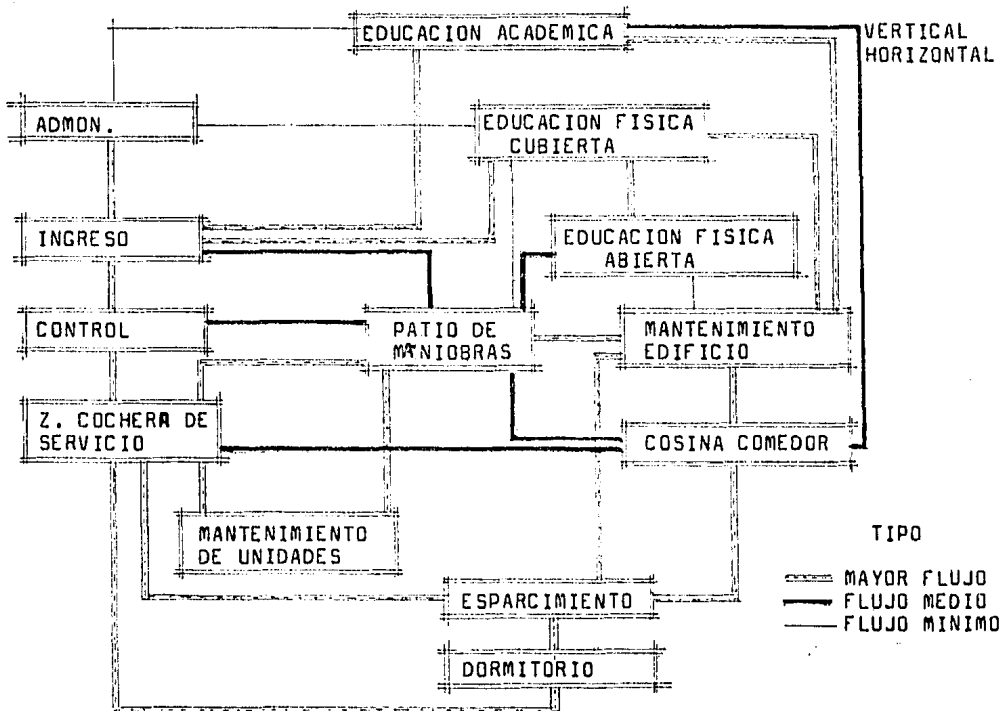 EDUCACION ACADEMICA
VERTICAL
HORIZONTAL
ADMON.
EDUCACION FISICA
CUBIERTA
INGRESO
EDUCACION FISICA
ABIERTA
CONTROL
PATIO DE
MANIOBRAS
MANTENIMIENTO
EDIFICIO
Z. COCHERA DE
SERVICIO
COSINA COMEDOR
MANTENIMIENTO
DE UNIDADES
TIPO
ESPARCIMIENTO
MAYOR FLUJO
FLUJO MEDIO
FLUJO MINIMO
DORMITORIO